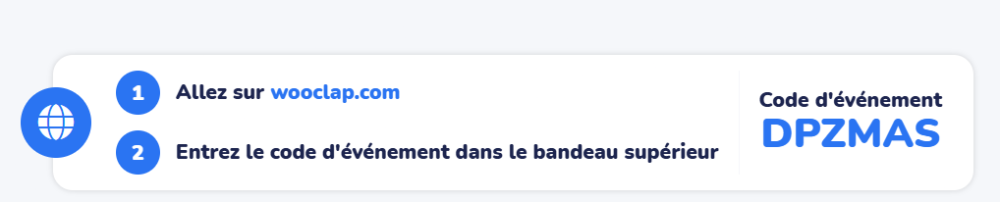 1 Allez sur wooclap.com
2 Entrez le code d'événement dans le bandeau supérieur
Code d'événement
DPZMAS